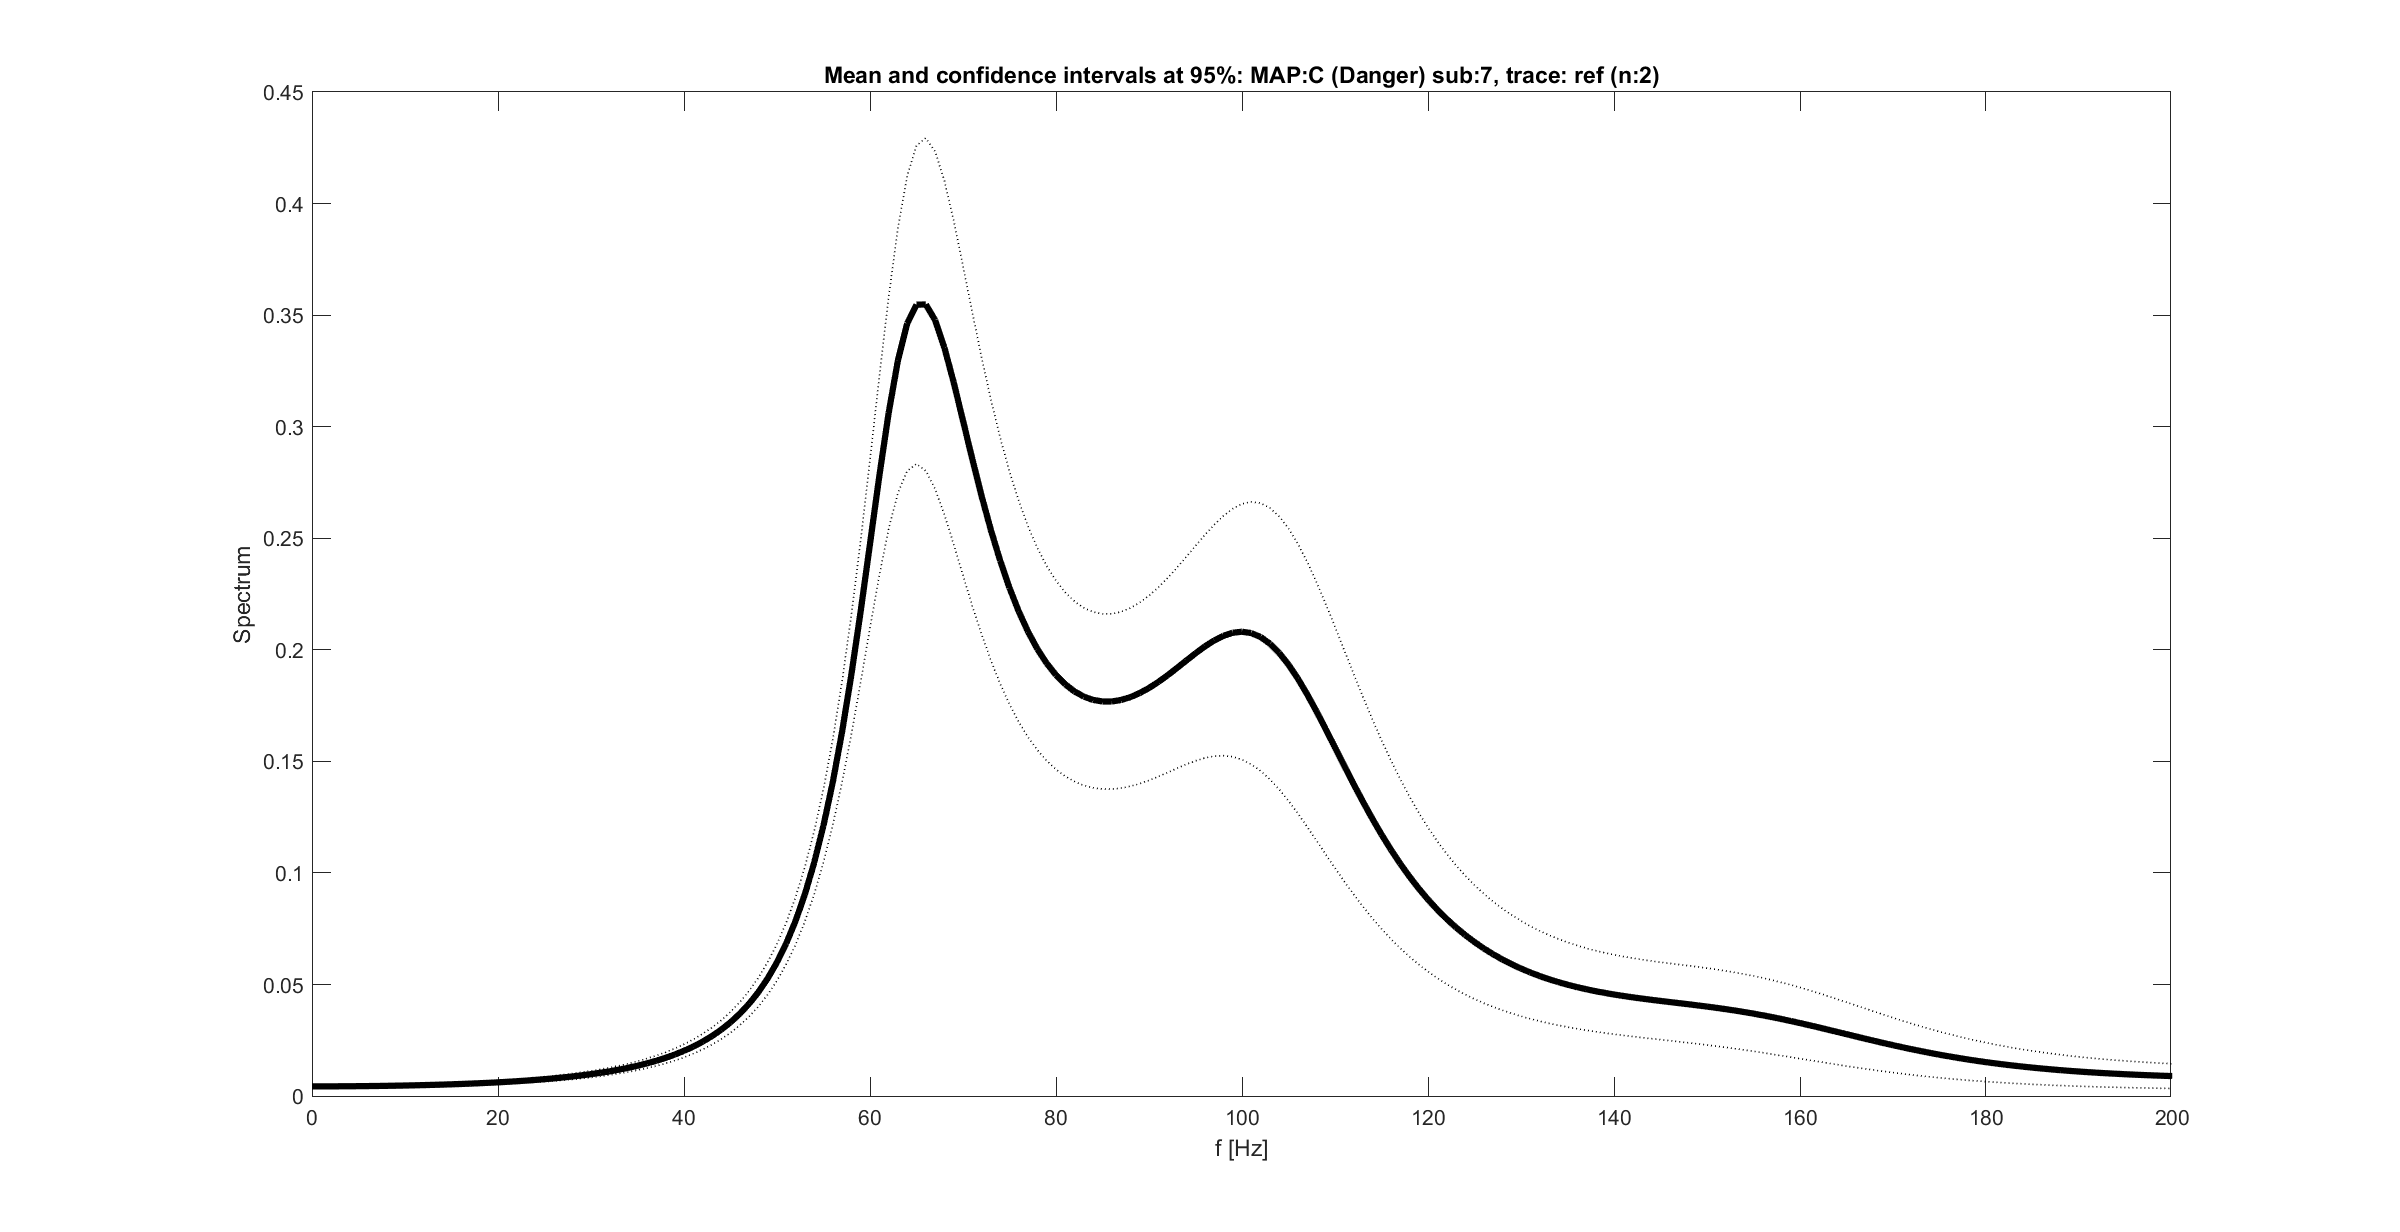 Mean and confidence intervals at 95%: MAP:C (Danger) sub:7, trace: ref (n:2)
0.45
0.4
0.35
0.3
0.25
0.2
0.15
0.1
0.05
0
Spectrum
0 20 40 60 80 100 120 140 160 180 200
f [Hz]